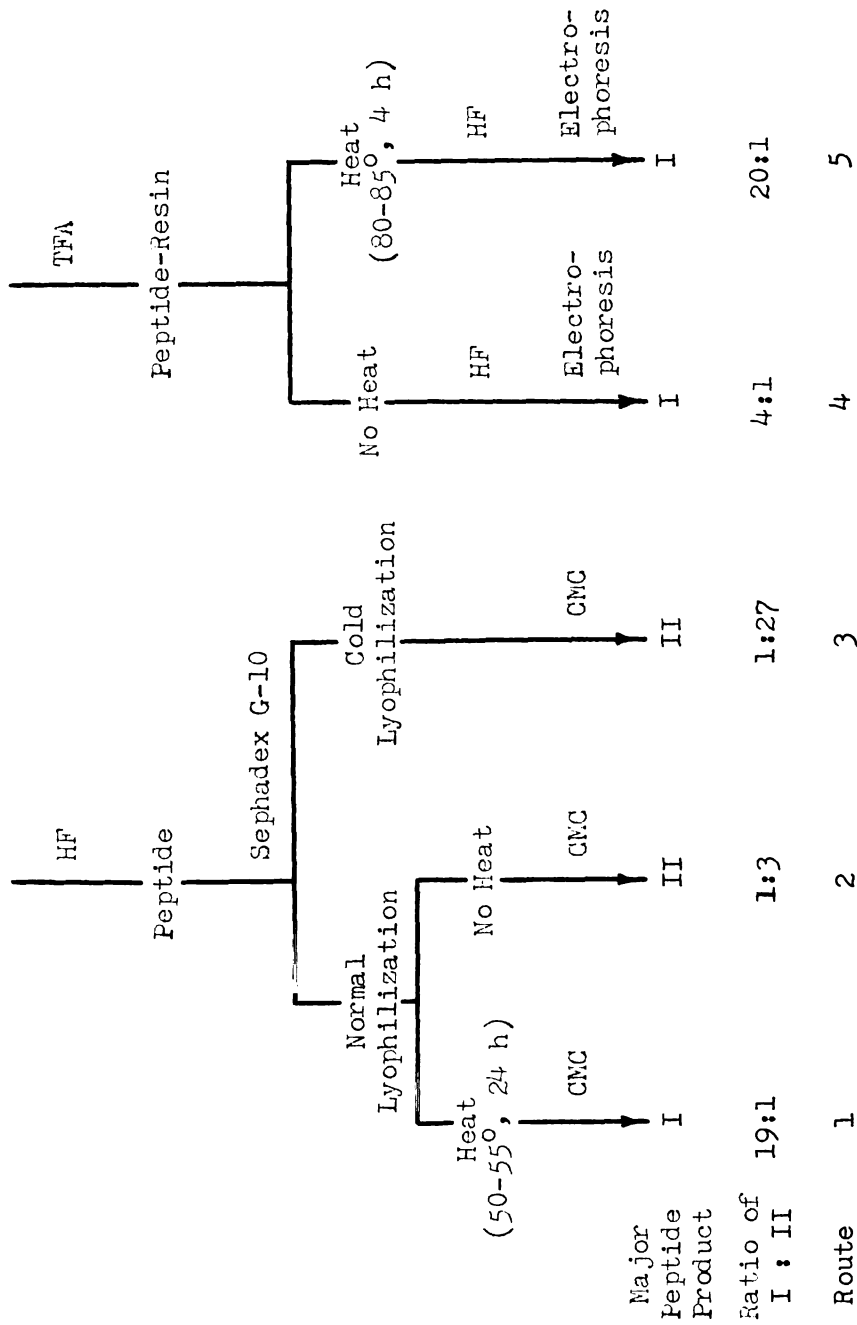 HF
TFA
Peptide
Peptide-Resin
Sephadex G-10
Normal
Lyophilization
Cold
Lyophilization
Heat
(50-55°, 24 h)
No Heat
No Heat
Heat
(80-85°, 4 h)
CMC
CMC
CMC
HF
HF
Electro-
phoresis
Electro-
phoresis
Major
Peptide
Product
I
II
II
I
I
Ratio of
I : II
19:1
1:3
1:27
4:1
20:1
Route
1
2
3
4
5